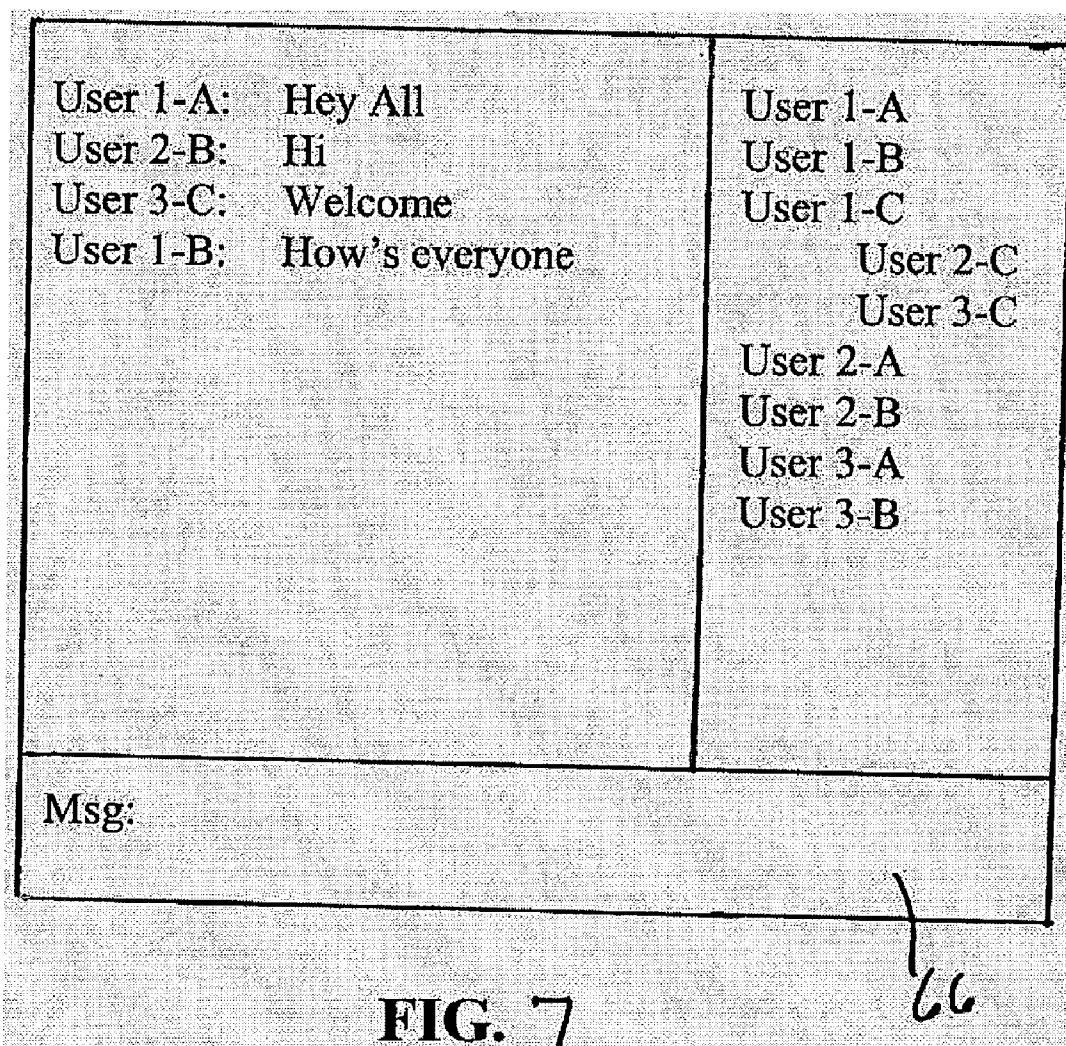 User 1-A: Hey All
User 2-B: Hi
User 3-C: Welcome
User 1-B: How's everyone
User 1-A
User 1-B
User 1-C
User 2-C
User 3-C
User 2-A
User 2-B
User 3-A
User 3-B
Msg:
66
FIG. 7